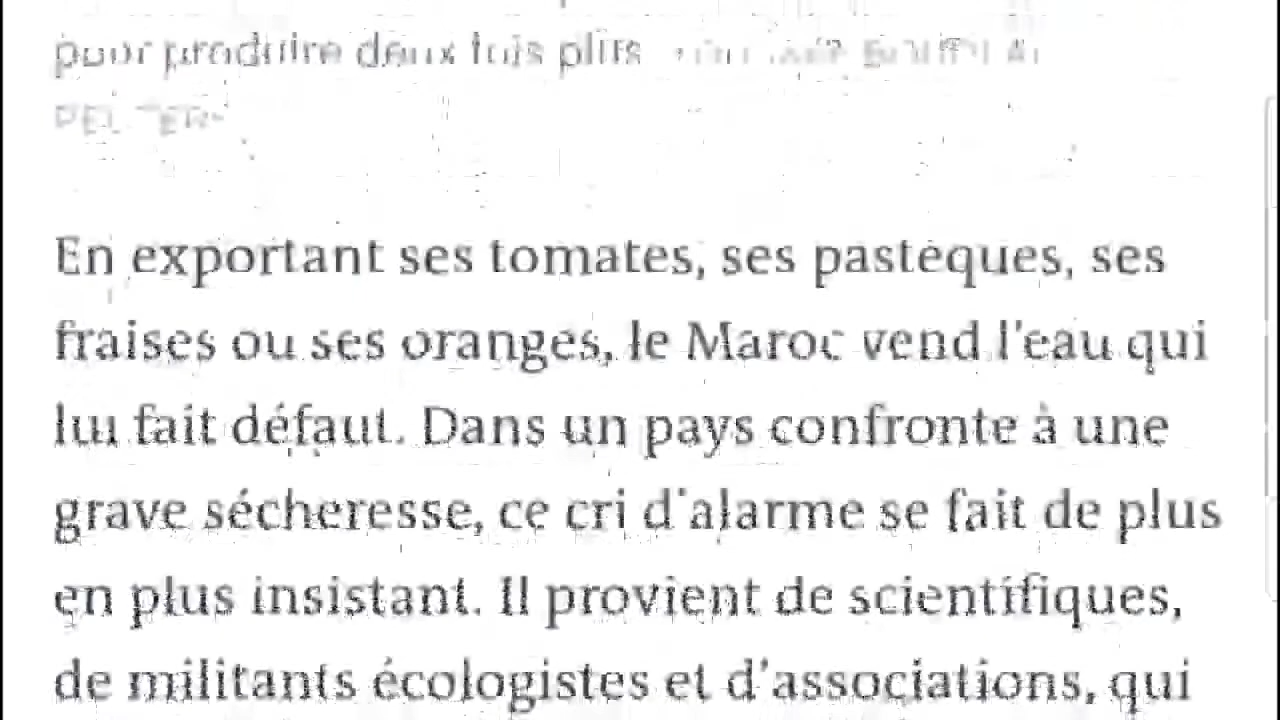 pour produire deux fois plus
En exportant ses tomates, ses pastèques, ses
fraises ou ses oranges, le Maroc vend l'eau qui
lui fait défaut. Dans un pays confronte à une
grave sécheresse, ce cri d'alarme se fait de plus
en plus insistant. Il provient de scientifiques,
de militants écologistes et d'associations, qui